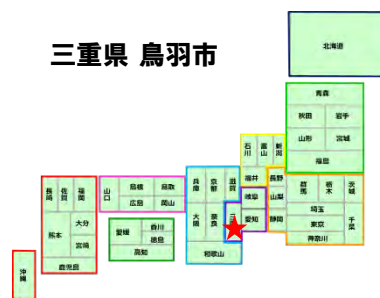 三重県 鳥羽市
北海道
青森
秋田 岩手
山形 宮城
福島
石川 富山 新潟
福井 長野
群馬 栃木 茨城
岐阜 山梨
埼玉
愛知 静岡
東京 千葉
神奈川
兵庫 京都 滋賀
大阪 奈良
和歌山
山口 島根 鳥取
広島 岡山
愛媛 香川
徳島
高知
長崎 佐賀 福岡
熊本 大分
宮崎
鹿児島
沖縄